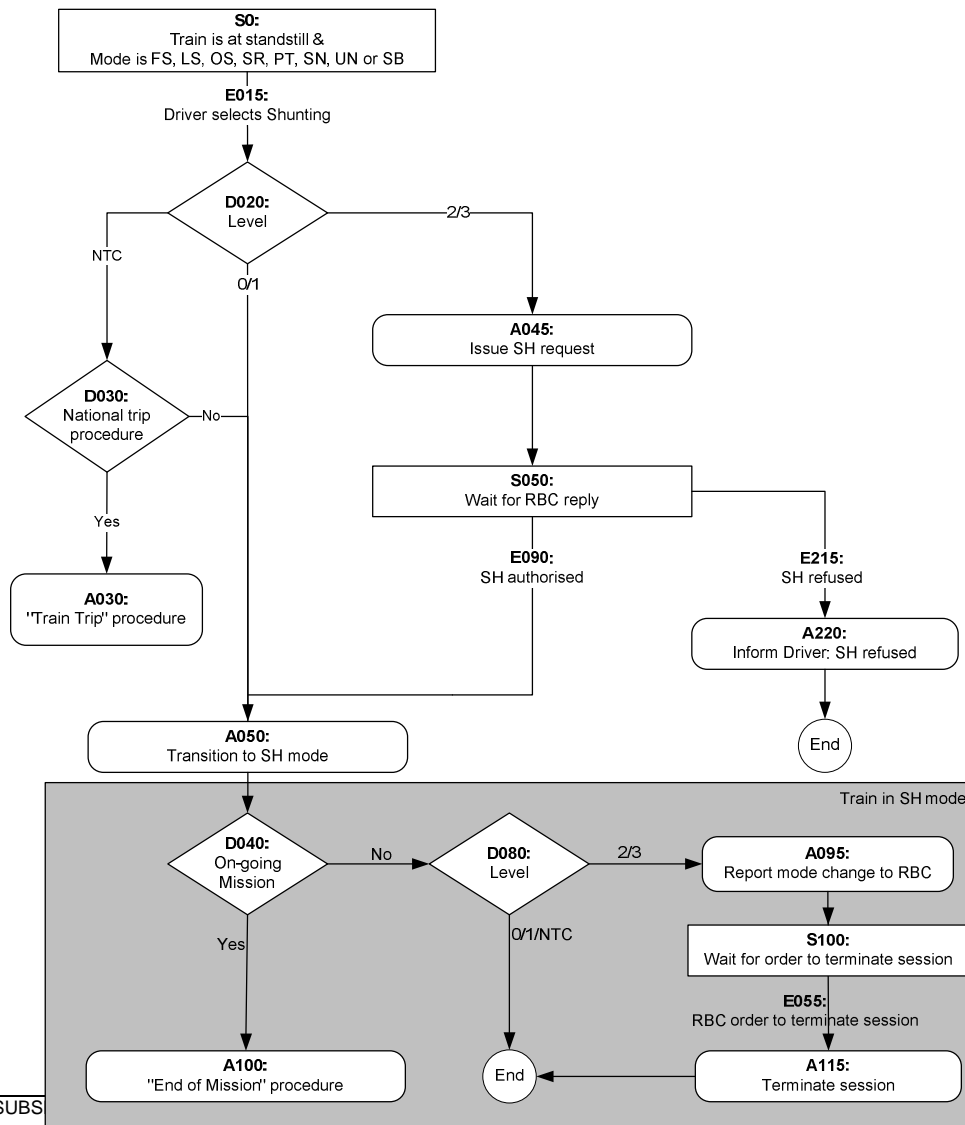 S0:
Train is at standstill &
Mode is FS, LS, OS, SR, PT, SN, UN or SB
E015:
Driver selects Shunting
D020:
Level
2/3
NTC
0/1
A045:
Issue SH request
D030:
National trip
procedure
No
S050:
Wait for RBC reply
Yes
E090:
SH authorised
E215:
SH refused
A030:
"Train Trip" procedure
A220:
Inform Driver: SH refused
A050:
Transition to SH mode
End
Train in SH mode
D040:
On-going
Mission
No
D080:
Level
2/3
A095:
Report mode change to RBC
Yes
0/1/NTC
S100:
Wait for order to terminate session
E055:
RBC order to terminate session
A100:
"End of Mission" procedure
End
A115:
Terminate session
SUBS